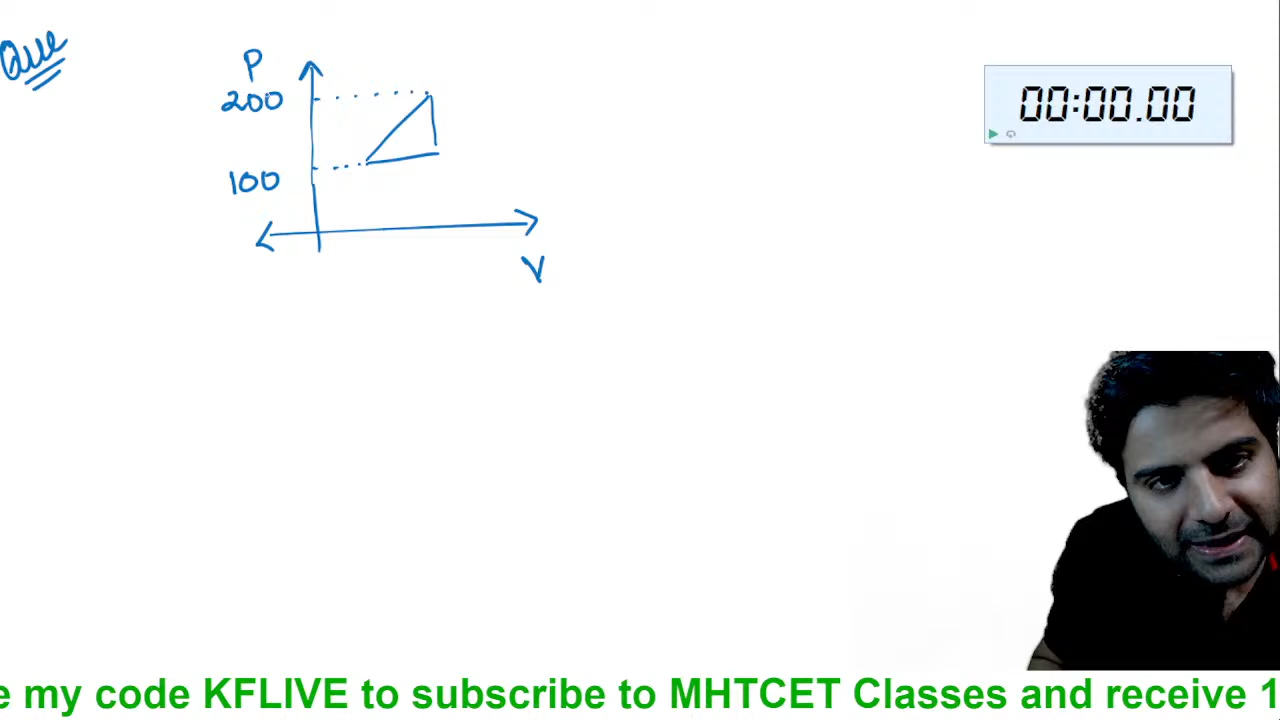 Que
P
200
100
V
00:00.00
e my code KFLIVE to subscribe to MHTCET Classes and receive 1